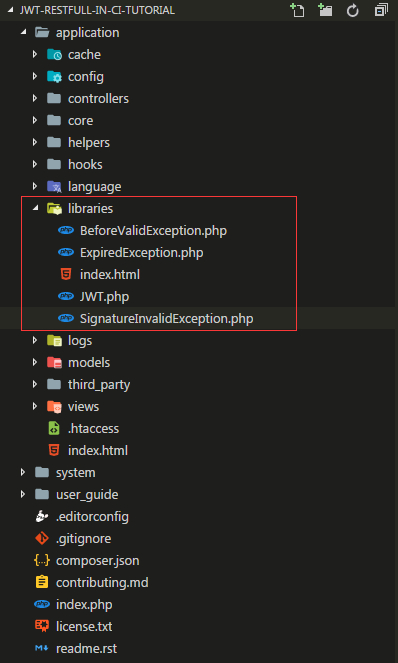 JWT-RESTFULL-IN-CI-TUTORIAL
application
cache
config
controllers
core
helpers
hooks
language
libraries
BeforeValidException.php
ExpiredException.php
index.html
JWT.php
SignatureInvalidException.php
logs
models
third_party
views
.htaccess
index.html
system
user_guide
.editorconfig
.gitignore
composer.json
contributing.md
index.php
license.txt
readme.rst